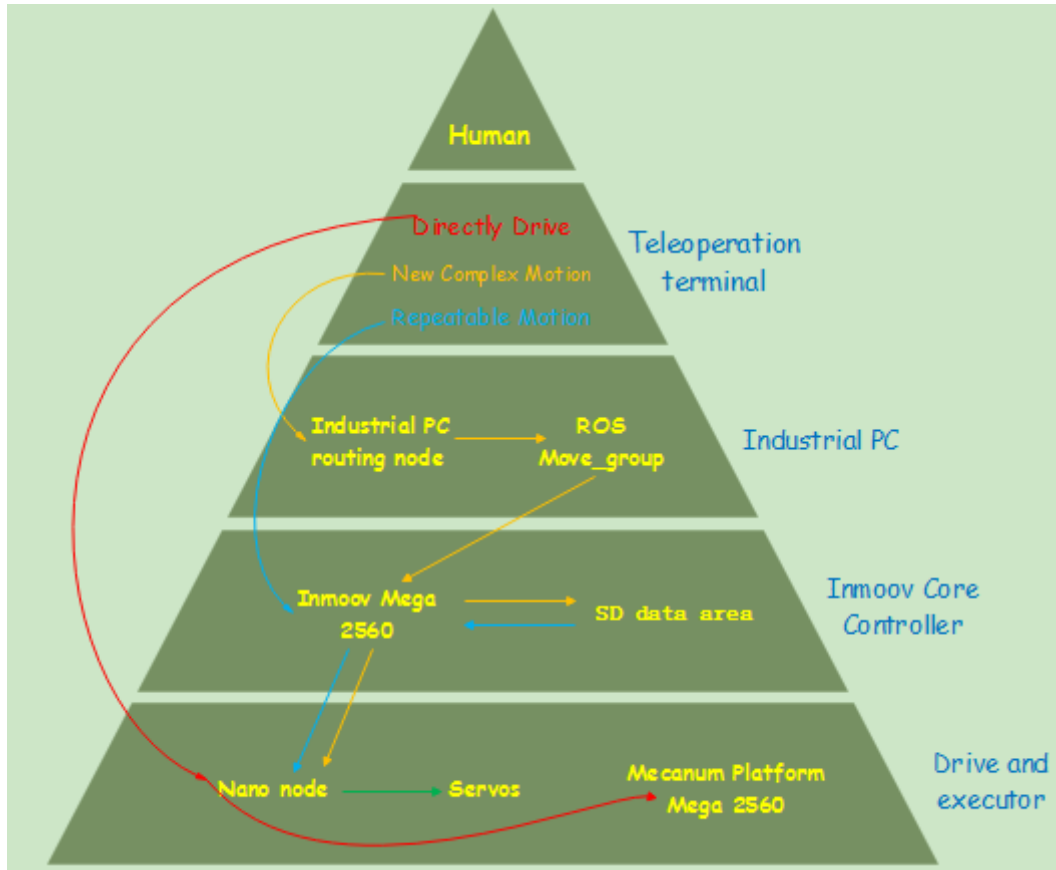 Human
Directly Drive
New Complex Motion
Repeatable Motion
Teleoperation
terminal
Industrial PC
routing node
ROS
Move_group
Industrial PC
Inmoov Mega
2560
SD data area
Inmoov Core
Controller
Nano node
Servos
Mecanum Platform
Mega 2560
Drive and
executor